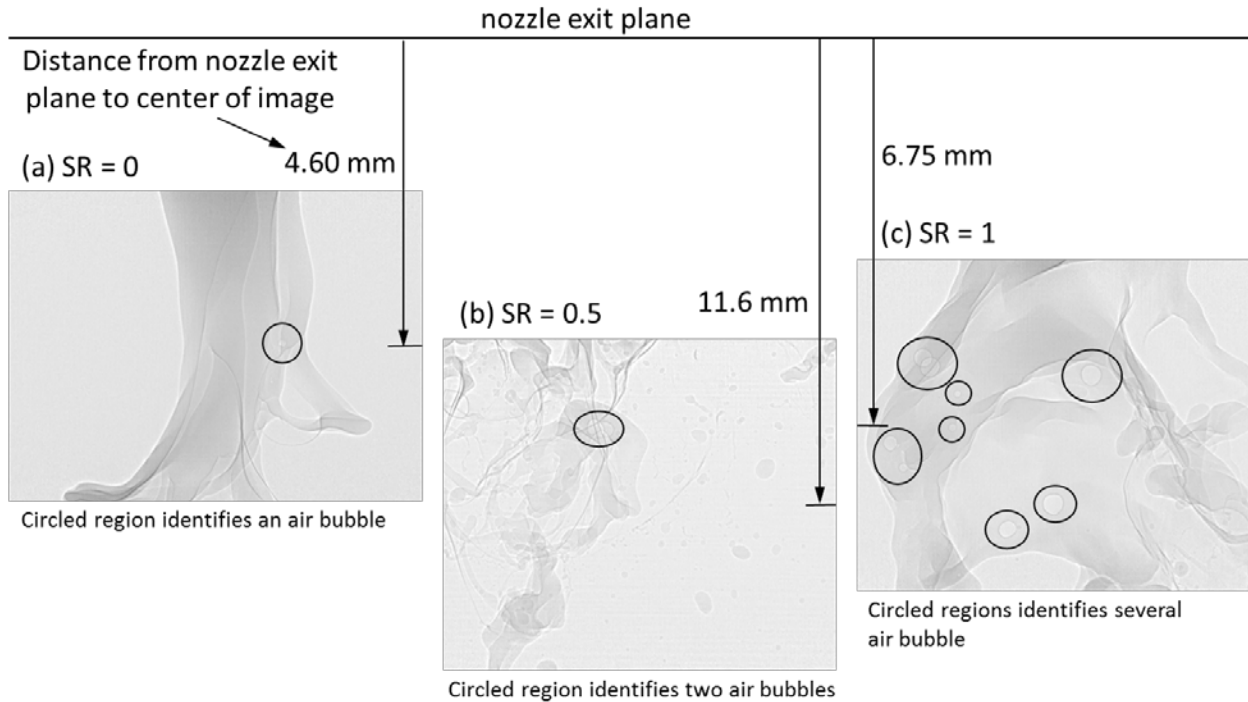 nozzle exit plane
Distance from nozzle exit
plane to center of image
(a) SR = 0
4.60 mm
Circled region identifies an air bubble
(b) SR = 0.5
11.6 mm
Circled region identifies two air bubbles
6.75 mm
(c) SR = 1
Circled regions identifies several
air bubble